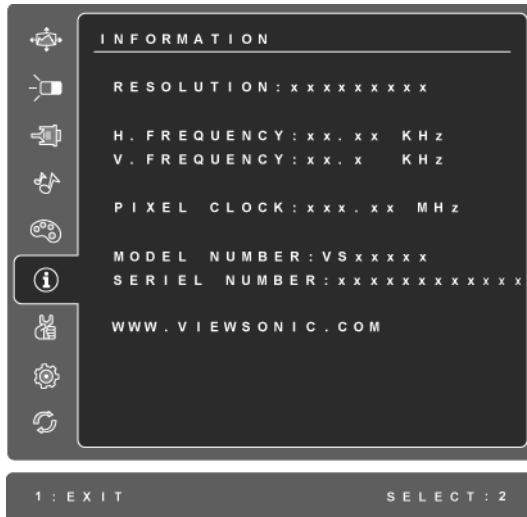 INFORMATION
RESOLUTION:xxxxxxxxx
H. FREQUENCY:xx.xx KHz
V. FREQUENCY:xx.x KHz
PIXEL CLOCK:xxx.xx MHz
MODEL NUMBER:VSxxxxx
SERIEL NUMBER:xxxxxxxxxxxx
WWW.VIEWSONIC.COM
1:EXIT SELECT:2